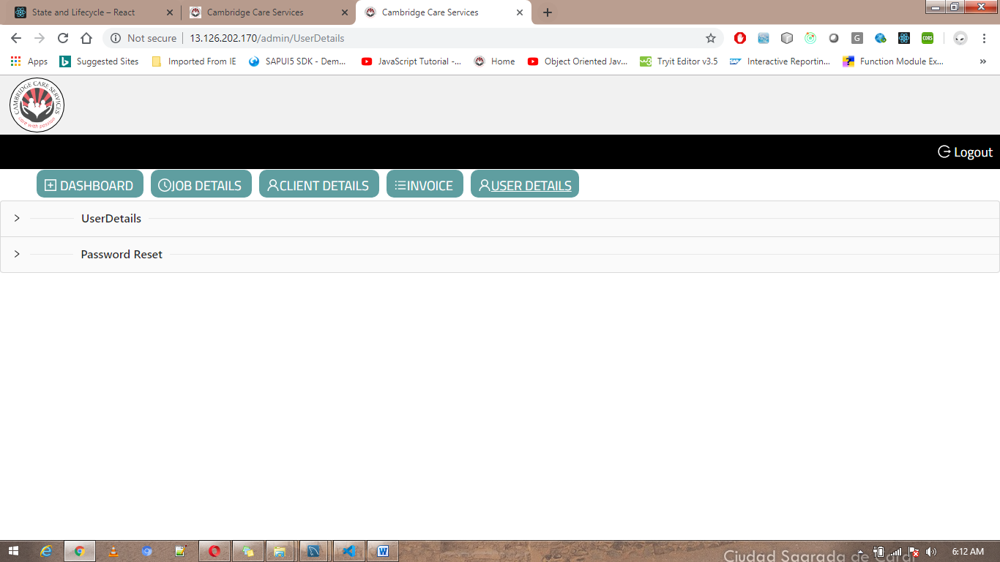 State and Lifecycle – React
Cambridge Care Services
Cambridge Care Services
Not secure
13.126.202.170/admin/UserDetails
G
CORS
Apps
Suggested Sites
Imported From IE
SAPUI5 SDK - Dem...
JavaScript Tutorial -...
Home
Object Oriented Jav...
Tryit Editor v3.5
Interactive Reportin...
Function Module Ex...
CAMBRIDGE CARE SERVICES
care with passion
Logout
DASHBOARD
JOB DETAILS
CLIENT DETAILS
INVOICE
USER DETAILS
UserDetails
Password Reset
Ciudad Sagrada de Caral
6:12 AM